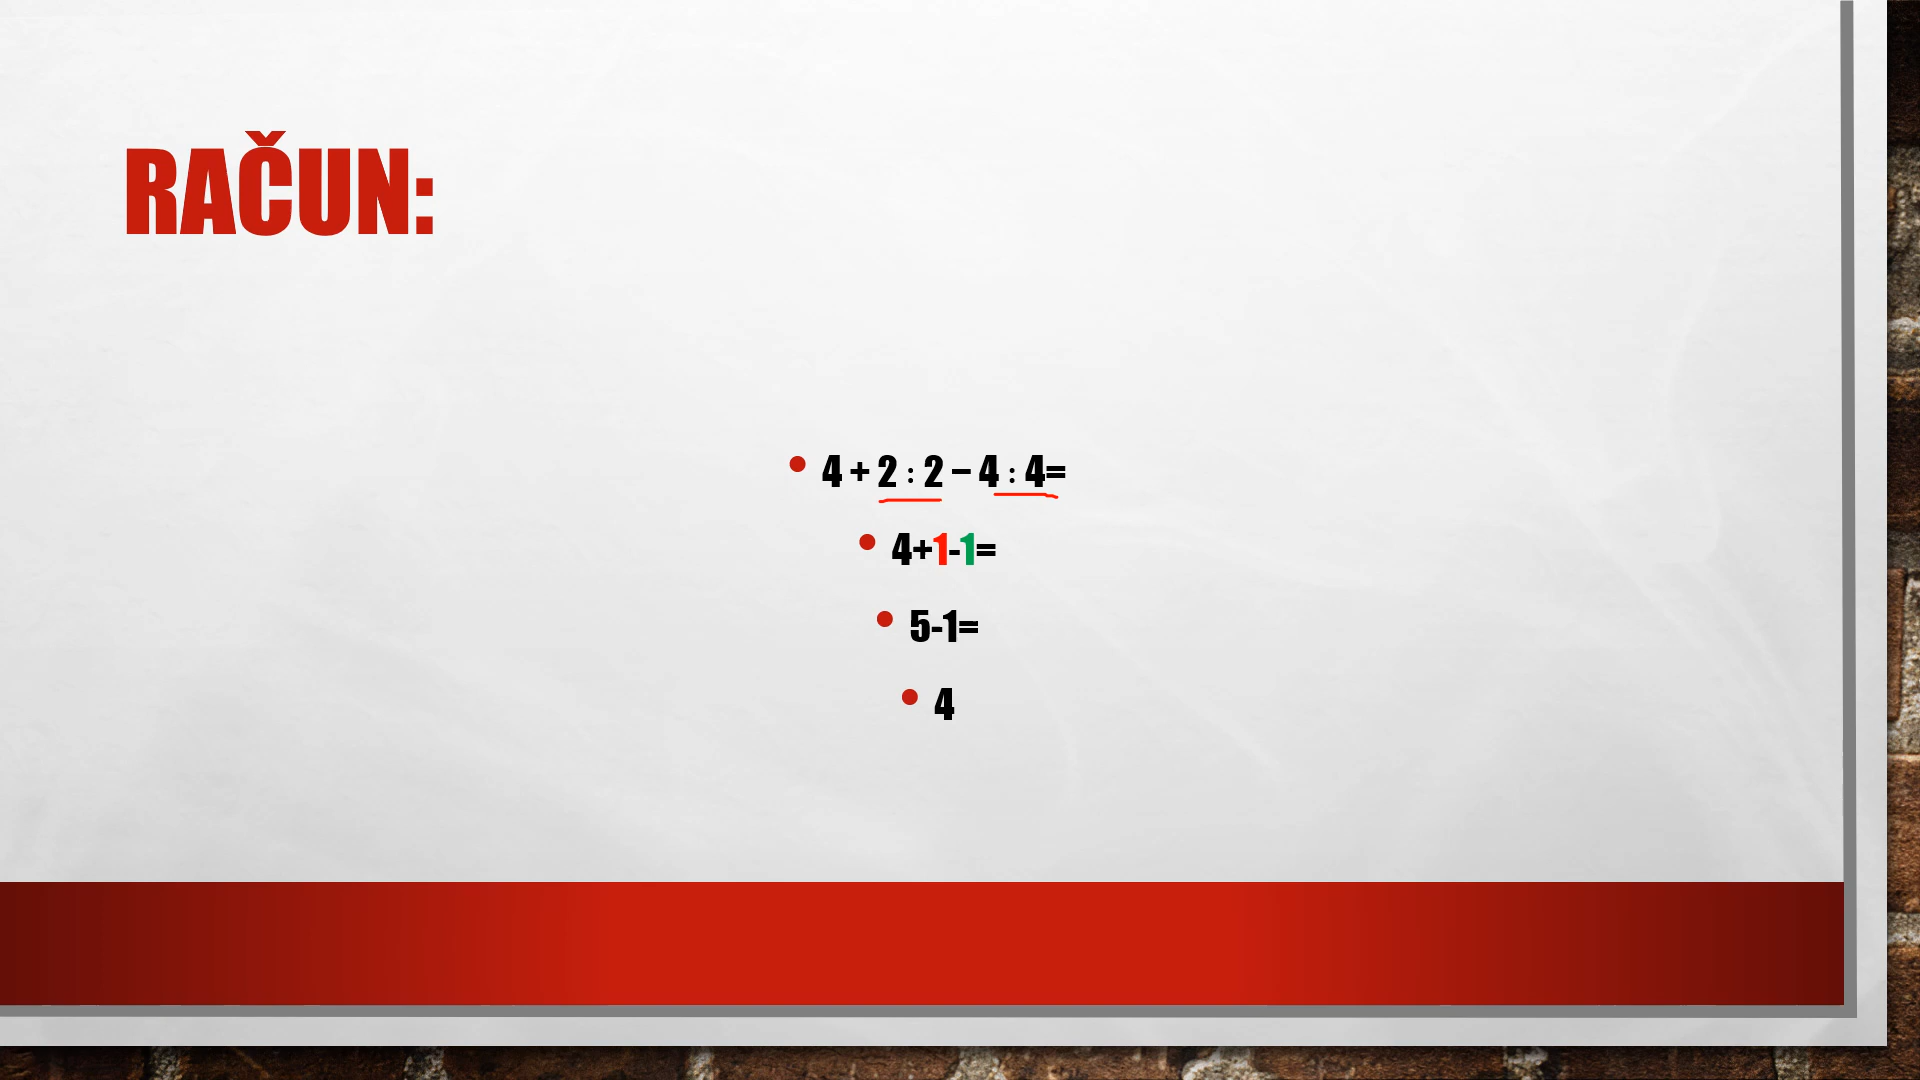 RAČUN:
4 + 2 : 2 – 4 : 4=
4+1-1=
5-1=
4